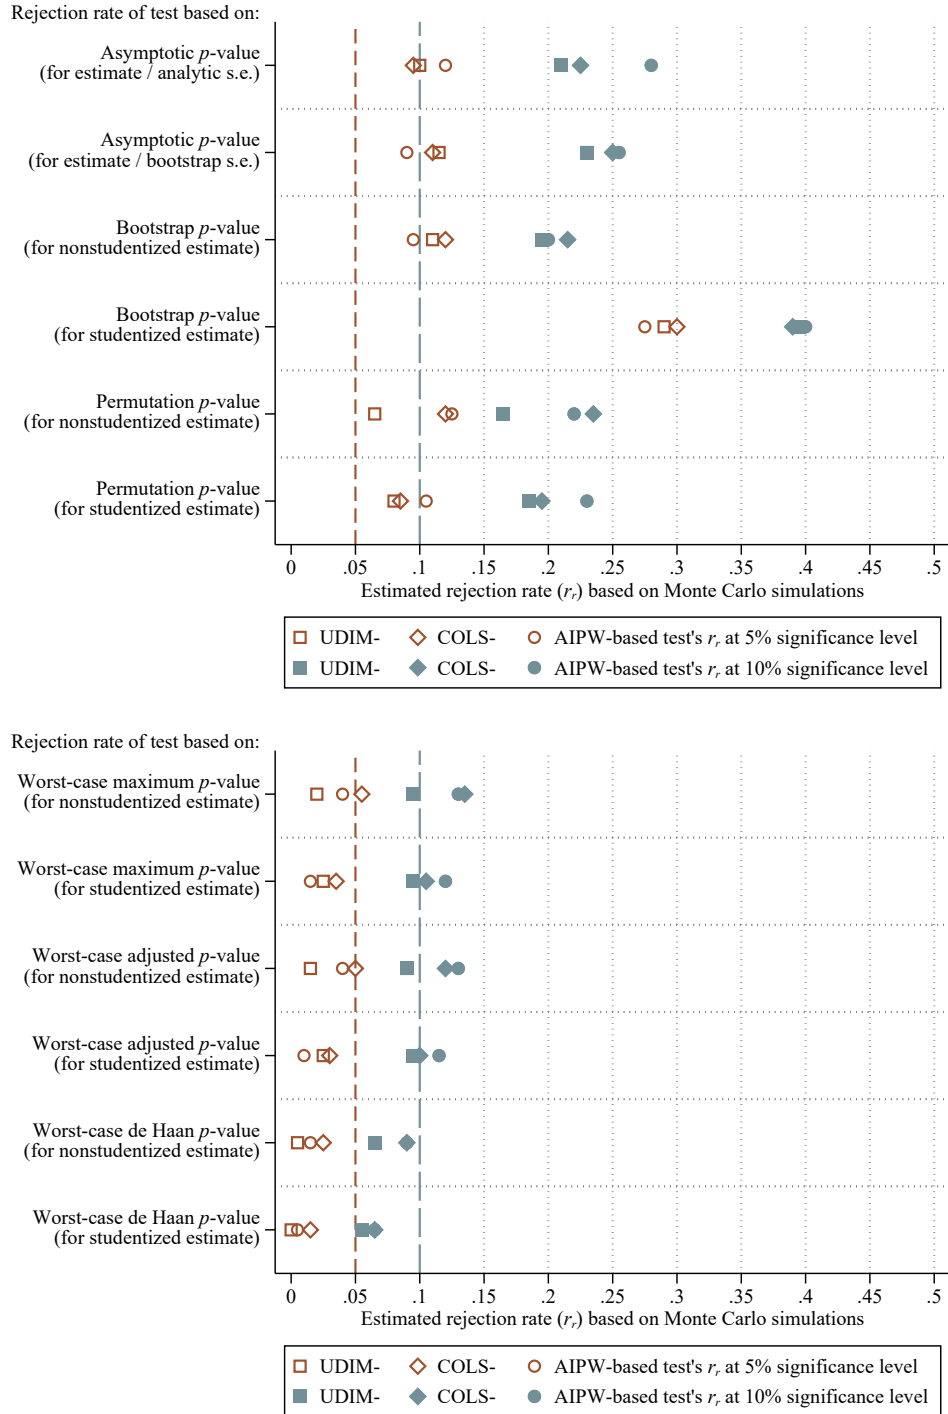 Rejection rate of test based on:
Asymptotic p-value
(for estimate / analytic s.e.)
Asymptotic p-value
(for estimate / bootstrap s.e.)
Bootstrap p-value
(for nonstudentized estimate)
Bootstrap p-value
(for studentized estimate)
Permutation p-value
(for nonstudentized estimate)
Permutation p-value
(for studentized estimate)
0 .05 .1 .15 .2 .25 .3 .35 .4 .45 .5
Estimated rejection rate (rᵣ) based on Monte Carlo simulations
UDIM- COLS- AIPW-based test's rᵣ at 5% significance level
UDIM- COLS- AIPW-based test's rᵣ at 10% significance level
Rejection rate of test based on:
Worst-case maximum p-value
(for nonstudentized estimate)
Worst-case maximum p-value
(for studentized estimate)
Worst-case adjusted p-value
(for nonstudentized estimate)
Worst-case adjusted p-value
(for studentized estimate)
Worst-case de Haan p-value
(for nonstudentized estimate)
Worst-case de Haan p-value
(for studentized estimate)
0 .05 .1 .15 .2 .25 .3 .35 .4 .45 .5
Estimated rejection rate (rᵣ) based on Monte Carlo simulations
UDIM- COLS- AIPW-based test's rᵣ at 5% significance level
UDIM- COLS- AIPW-based test's rᵣ at 10% significance level